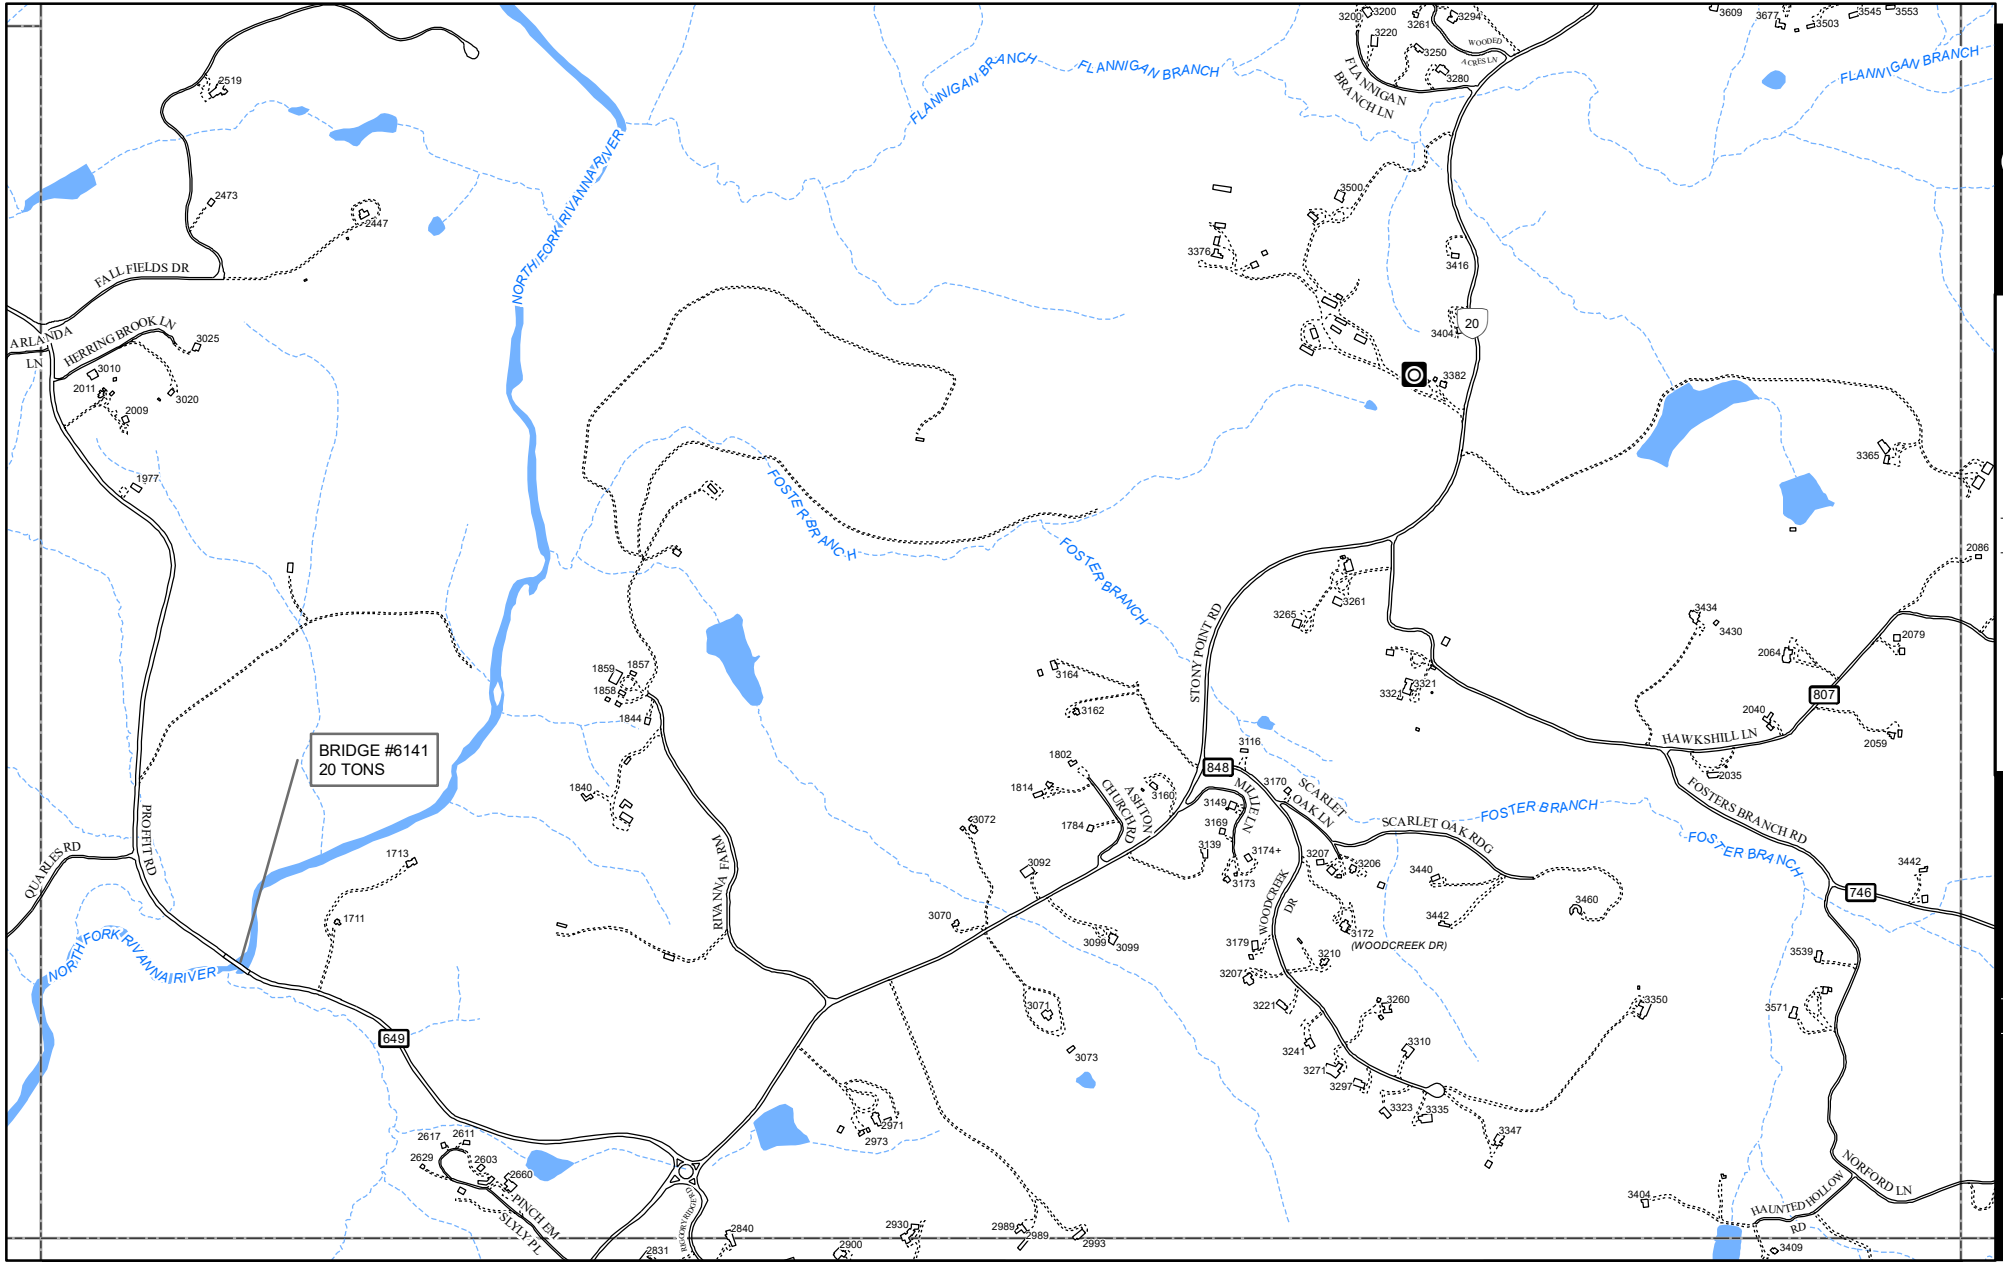 3200
3200
3261
3294
3609
3677
3503
3545
3553
3220
3250
WOODED
ACRES LN
3280
FLANNIGAN
BRANCH LN
FLANNIGAN BRANCH
FLANNIGAN BRANCH
FLANNIGAN BRANCH
2519
2473
2447
NORTH FORK RIVANNA RIVER
3500
3376
3416
FALL FIELDS DR
ARLANDA
LN
HERRING BROOK LN
3025
3010
2011
3020
2009
20
3404
3382
3365
1977
FOSTER BRANCH
FOSTER BRANCH
2086
3261
3265
STONY POINT RD
3434
3430
2079
2064
807
1859
1857
1858
1844
3164
3162
3321
3321
2040
HAWKSHILL LN
2059
2035
BRIDGE #6141
20 TONS
3116
848
1802
1814
1840
3160
3170
SCARLET
OAK LN
MILLIE LN
3149
ASHTON
CHURCH RD
FOSTER BRANCH
FOSTERS BRANCH RD
SCARLET OAK RDG
FOSTER BRANCH
PROFFIT RD
QUARLES RD
RIVANNA FARM
3072
1784
3169
3139
3174+
3173
3207
3206
1713
3092
3440
3442
746
3442
3460
WOODCREEK
DR
1711
3070
3099
3099
3179
3172
(WOODCREEK DR)
3207
3210
3539
NORTH FORK RIVANNA RIVER
3071
3221
3260
3350
3571
649
3073
3241
3310
3271
3297
3323
3335
3347
2971
2973
2617
2611
2629
2603
2660
PINCH EM
SLYLY PL
NORFORD LN
HAUNTED HOLLOW
RD
3404
3409
2840
2831
2900
2930
2989
2989
2993